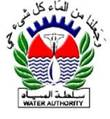 وجعلنا من الماء كل شيء حي
سلطة المياه
WATER AUTHORITY